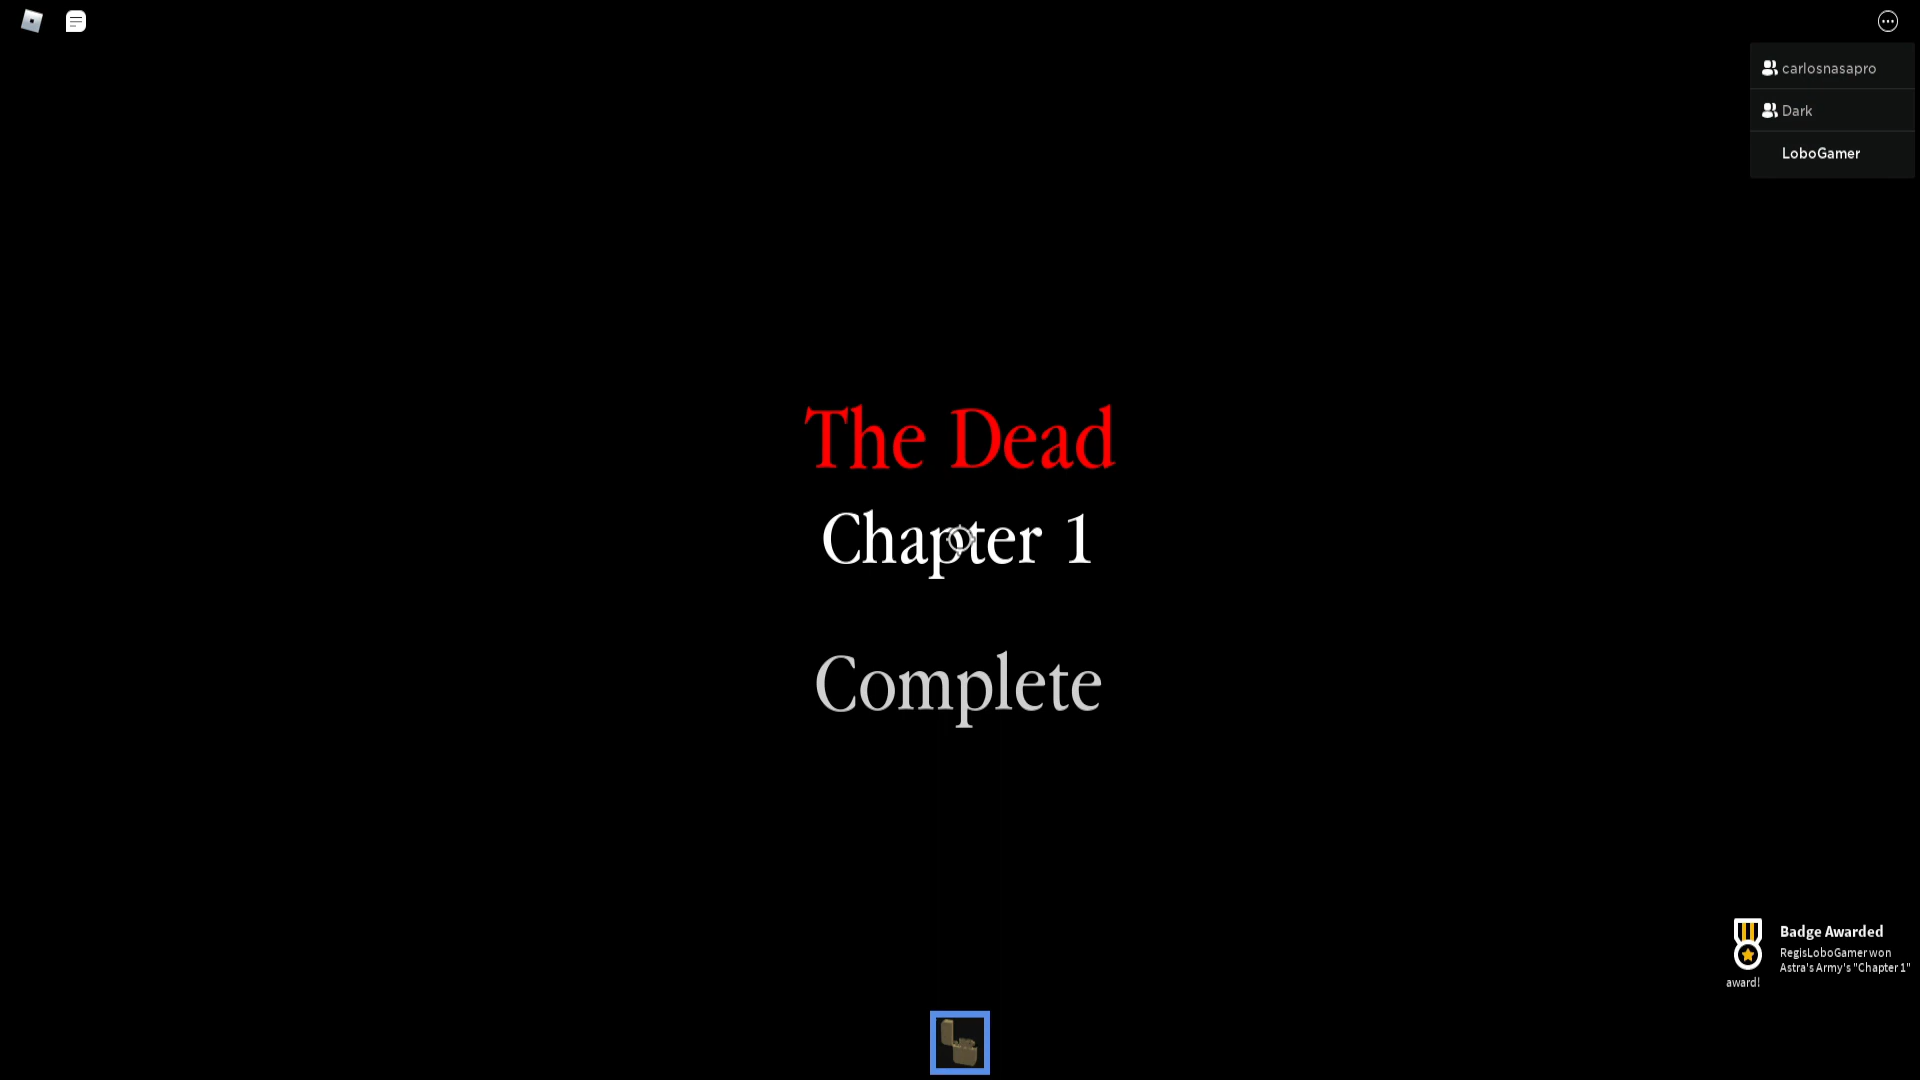 carlosnasapro
Dark
LoboGamer
The Dead
Chapter 1
Complete
Badge Awarded
RegisLoboGamer won
Astra's Army's "Chapter 1"
award!